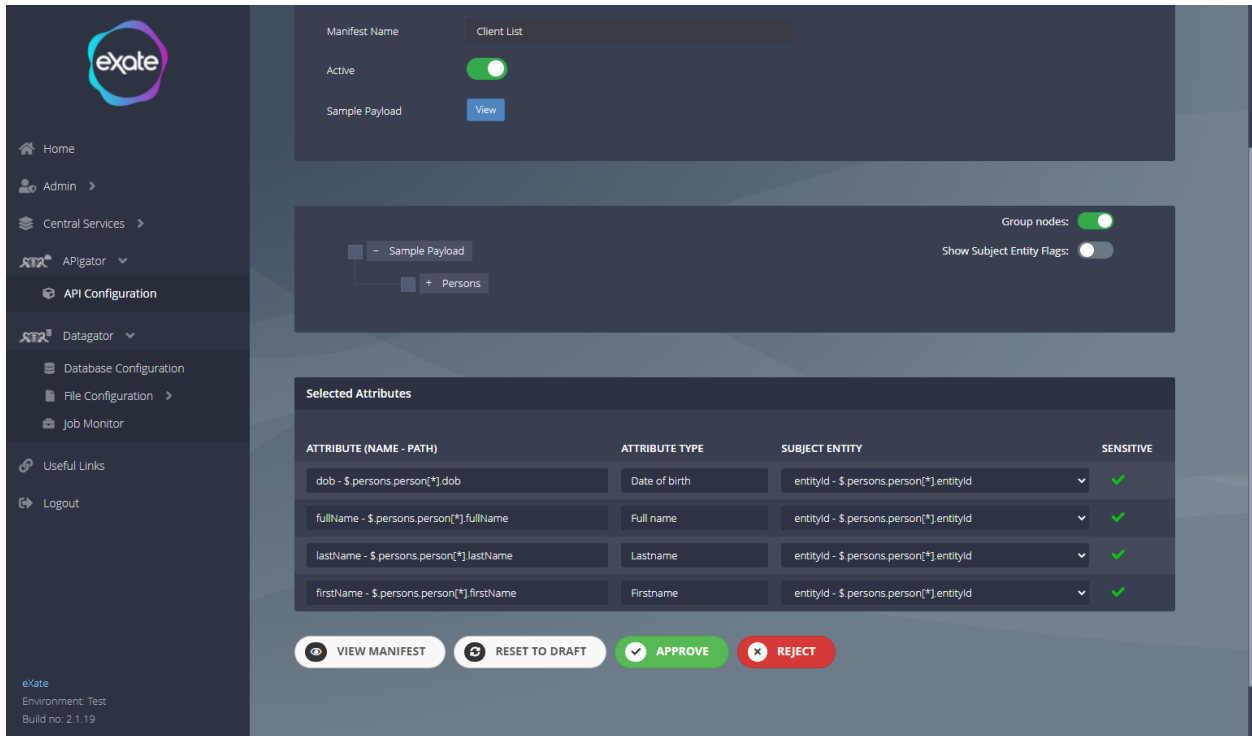 eXate
Home
Admin
Central Services
APIgator
API Configuration
Datagator
Database Configuration
File Configuration
Job Monitor
Useful Links
Logout
eXate
Environment: Test
Build no: 2.1.19
Manifest Name Client List
Active
Sample Payload View
Group nodes:
Show Subject Entity Flags:
− Sample Payload
+ Persons
Selected Attributes
ATTRIBUTE (NAME - PATH) ATTRIBUTE TYPE SUBJECT ENTITY SENSITIVE
dob - $.persons.person[*].dob Date of birth entityId - $.persons.person[*].entityId
fullName - $.persons.person[*].fullName Full name entityId - $.persons.person[*].entityId
lastName - $.persons.person[*].lastName Lastname entityId - $.persons.person[*].entityId
firstName - $.persons.person[*].firstName Firstname entityId - $.persons.person[*].entityId
VIEW MANIFEST RESET TO DRAFT APPROVE REJECT